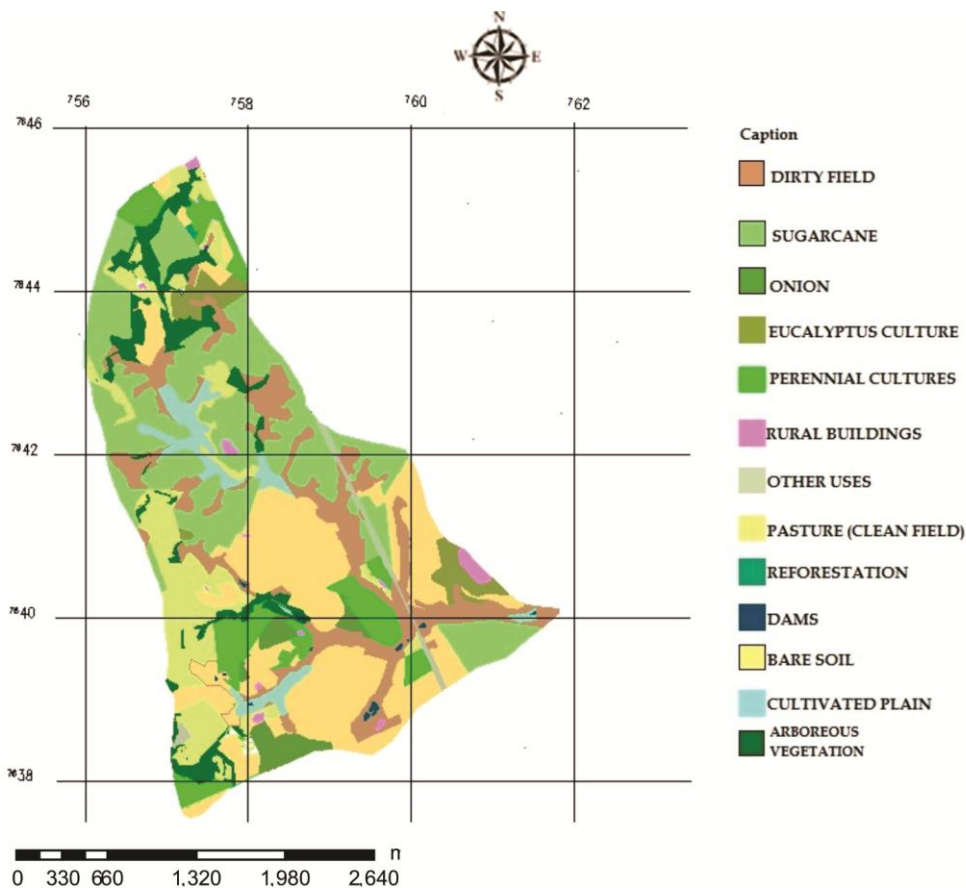 N
W E
S
756 758 760 762
7646
7644
7642
7640
7638
Caption
DIRTY FIELD
SUGARCANE
ONION
EUCALYPTUS CULTURE
PERENNIAL CULTURES
RURAL BUILDINGS
OTHER USES
PASTURE (CLEAN FIELD)
REFORESTATION
DAMS
BARE SOIL
CULTIVATED PLAIN
ARBOREOUS
VEGETATION
0 330 660 1,320 1,980 2,640